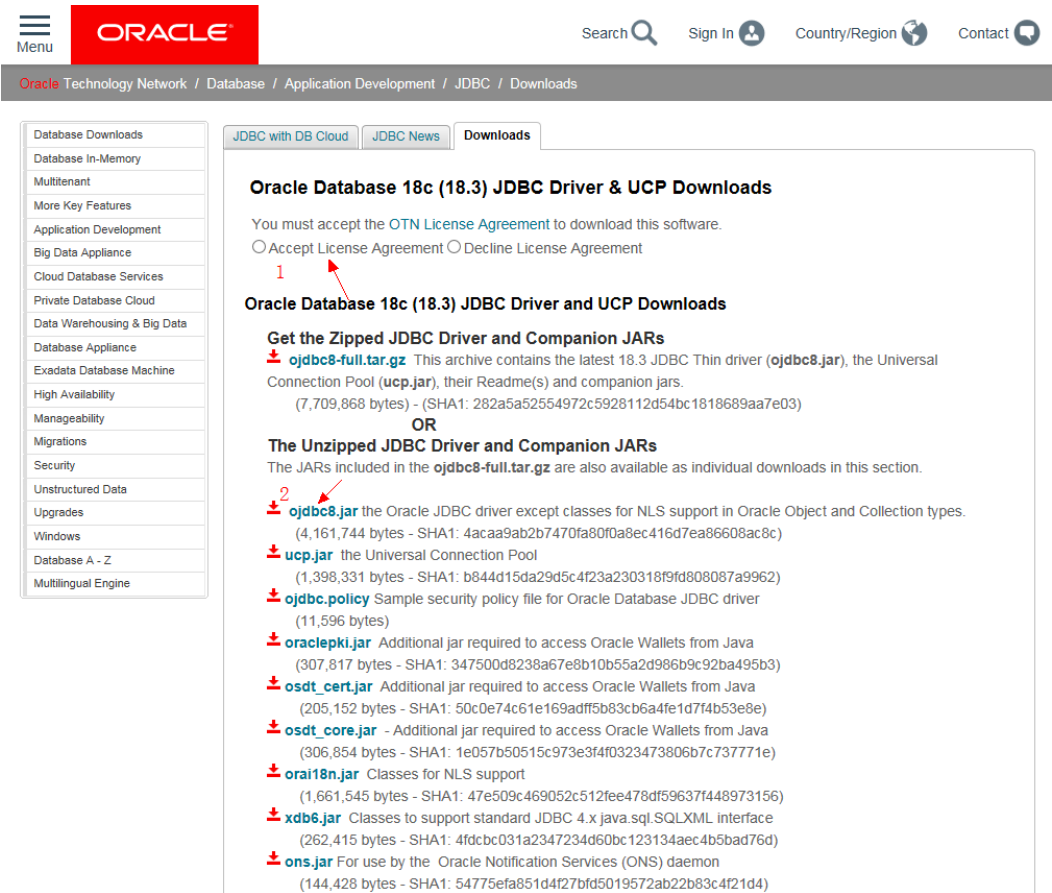 Menu
ORACLE
Search
Sign In
Country/Region
Contact
Oracle Technology Network / Database / Application Development / JDBC / Downloads
Database Downloads
Database In-Memory
Multitenant
More Key Features
Application Development
Big Data Appliance
Cloud Database Services
Private Database Cloud
Data Warehousing & Big Data
Database Appliance
Exadata Database Machine
High Availability
Manageability
Migrations
Security
Unstructured Data
Upgrades
Windows
Database A - Z
Multilingual Engine
JDBC with DB Cloud
JDBC News
Downloads
Oracle Database 18c (18.3) JDBC Driver & UCP Downloads
You must accept the OTN License Agreement to download this software.
Accept License Agreement Decline License Agreement
1
Oracle Database 18c (18.3) JDBC Driver and UCP Downloads
Get the Zipped JDBC Driver and Companion JARs
ojdbc8-full.tar.gz This archive contains the latest 18.3 JDBC Thin driver (ojdbc8.jar), the Universal
Connection Pool (ucp.jar), their Readme(s) and companion jars.
(7,709,868 bytes) - (SHA1: 282a5a52554972c5928112d54bc1818689aa7e03)
OR
The Unzipped JDBC Driver and Companion JARs
The JARs included in the ojdbc8-full.tar.gz are also available as individual downloads in this section.
2
ojdbc8.jar the Oracle JDBC driver except classes for NLS support in Oracle Object and Collection types.
(4,161,744 bytes - SHA1: 4acaa9ab2b7470fa80f0a8ec416d7ea86608ac8c)
ucp.jar the Universal Connection Pool
(1,398,331 bytes - SHA1: b844d15da29d5c4f23a230318f9fd808087a9962)
ojdbc.policy Sample security policy file for Oracle Database JDBC driver
(11,596 bytes)
oraclepki.jar Additional jar required to access Oracle Wallets from Java
(307,817 bytes - SHA1: 347500d8238a67e8b10b55a2d986b9c92ba495b3)
osdt_cert.jar Additional jar required to access Oracle Wallets from Java
(205,152 bytes - SHA1: 50c0e74c61e169adff5b83cb6a4fe1d7f4b53e8e)
osdt_core.jar - Additional jar required to access Oracle Wallets from Java
(306,854 bytes - SHA1: 1e057b50515c973e3f4f0323473806b7c737771e)
orai18n.jar Classes for NLS support
(1,661,545 bytes - SHA1: 47e509c469052c512fee478df59637f448973156)
xdb6.jar Classes to support standard JDBC 4.x java.sql.SQLXML interface
(262,415 bytes - SHA1: 4fdcbc031a2347234d60bc123134aec4b5bad76d)
ons.jar For use by the Oracle Notification Services (ONS) daemon
(144,428 bytes - SHA1: 54775efa851d4f27bfd5019572ab22b83c4f21d4)